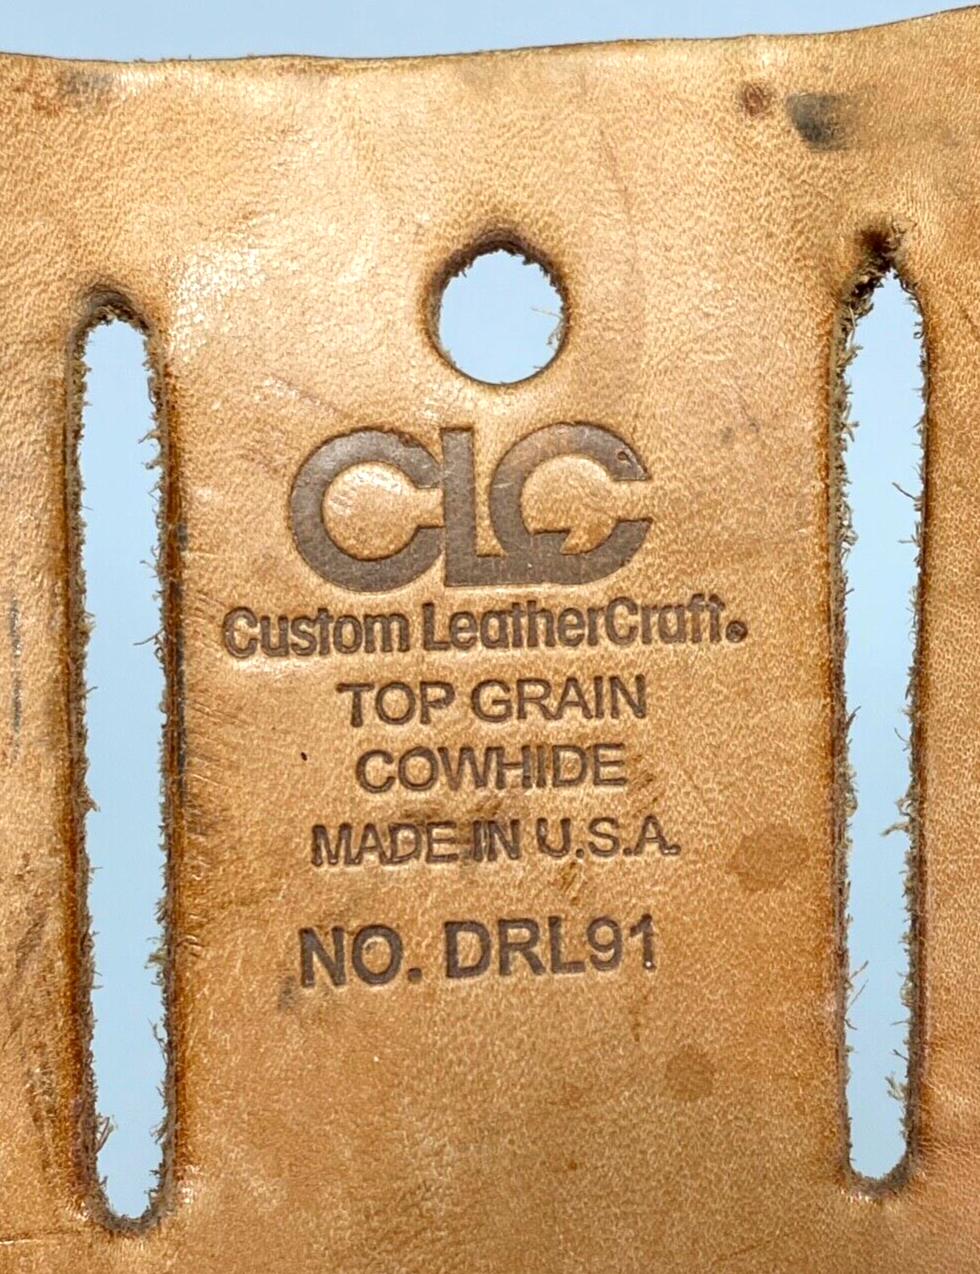 CLC
Custom LeatherCraft®
TOP GRAIN
COWHIDE
MADE IN U.S.A.
NO. DRL91